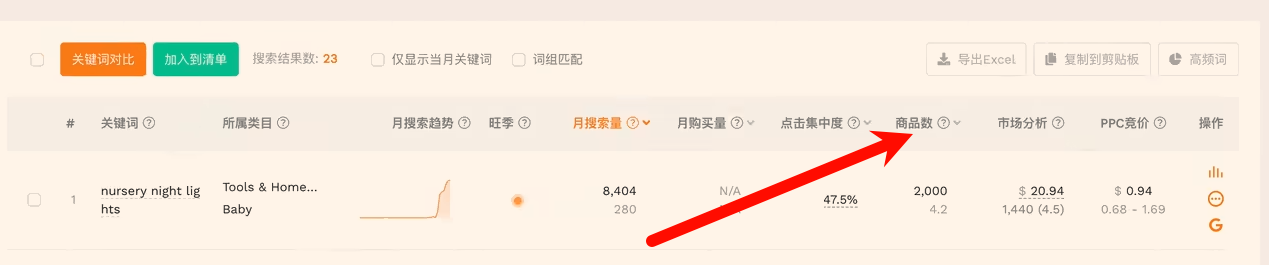 关键词对比 加入到清单 搜索结果数: 23 仅显示当月关键词 词组匹配 导出Excel 复制到剪贴板 高频词
# 关键词 所属类目 月搜索趋势 旺季 月搜索量 月购买量 点击集中度 商品数 市场分析 PPC竞价 操作
1 nursery night lig Tools & Home... 8,404 N/A 47.5% 2,000 $ 20.94 $ 0.94
hts Baby 280 4.2 1,440 (4.5) 0.68 - 1.69